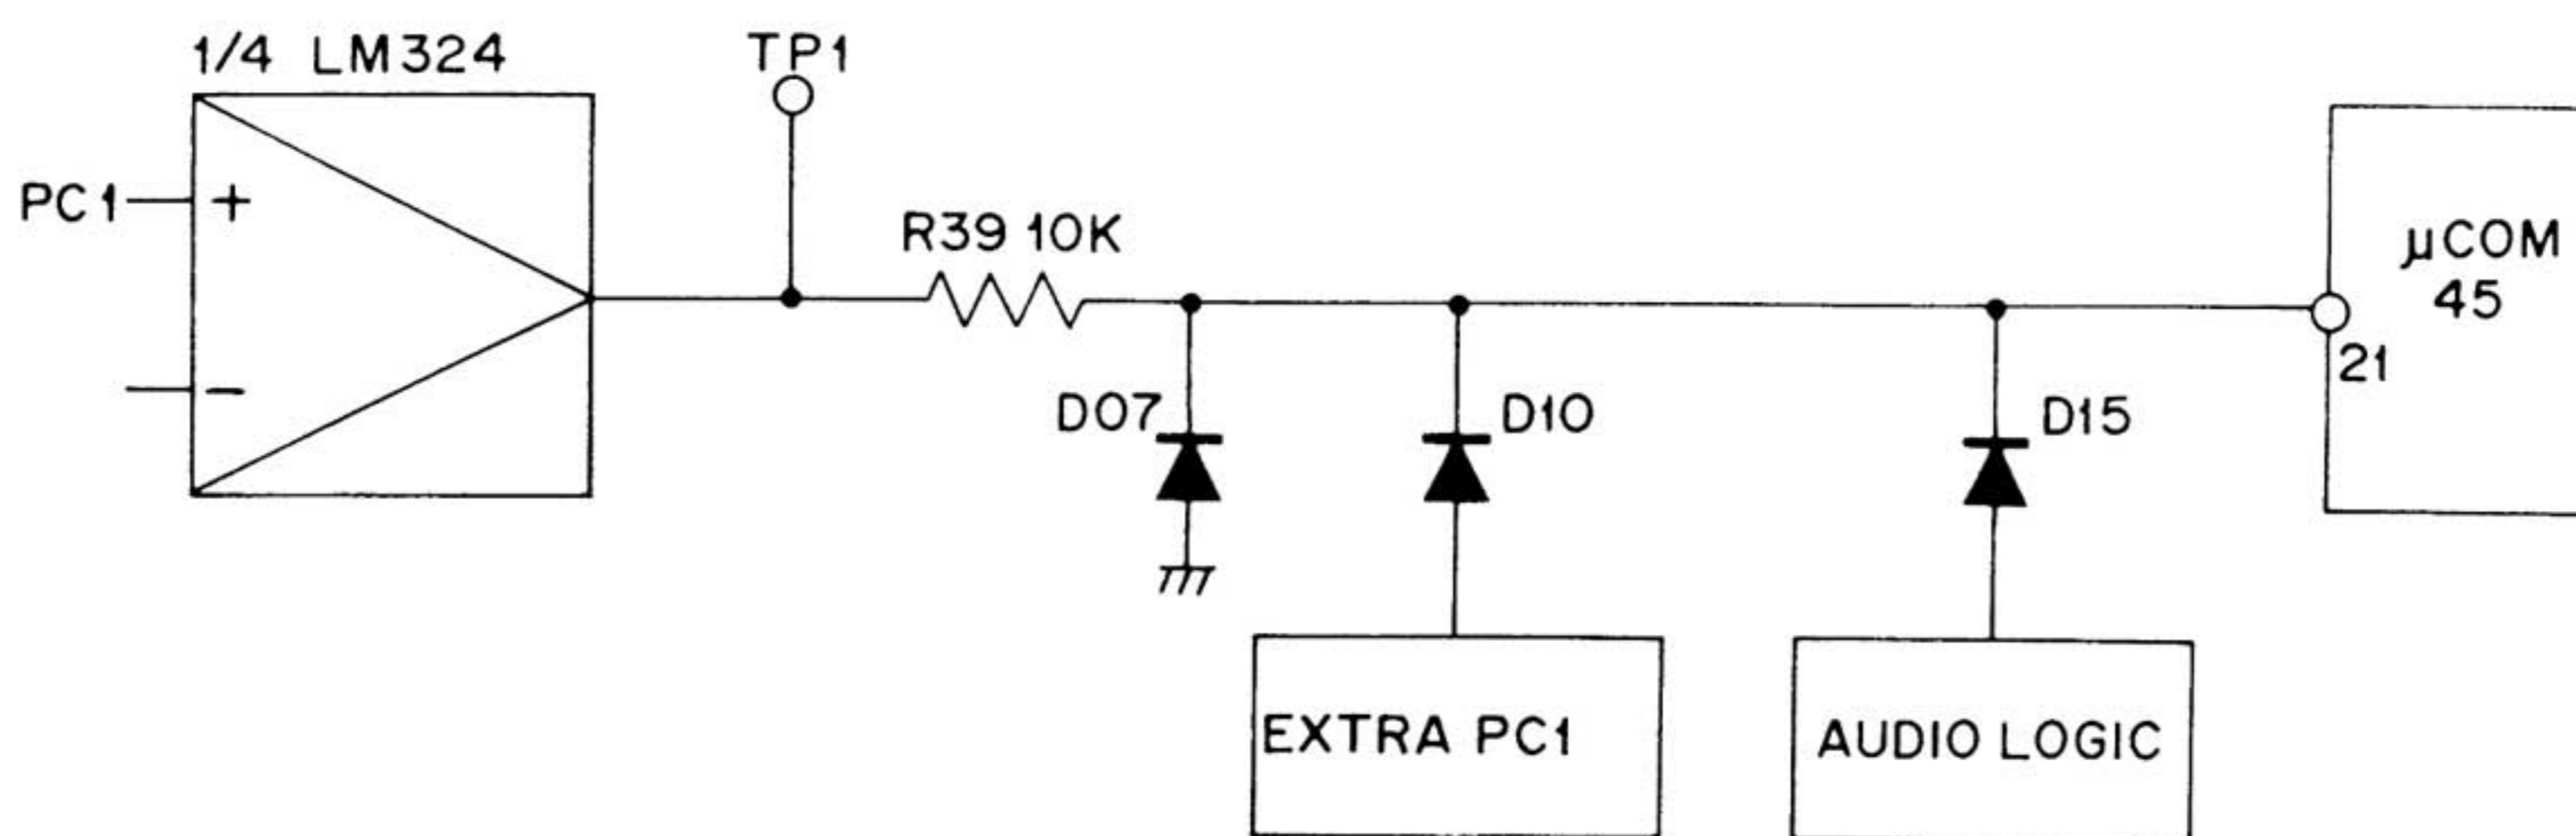 1/4 LM324
TP1
PC1
+
-
R39 10K
D07
D10
D15
µCOM
45
21
EXTRA PC1
AUDIO LOGIC